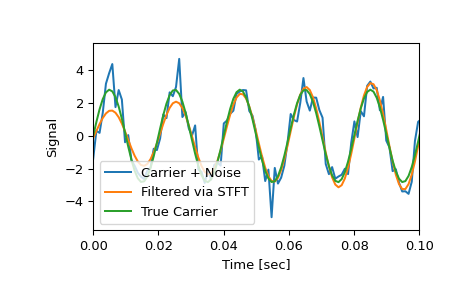 Signal
4
2
0
−2
−4
Carrier + Noise
Filtered via STFT
True Carrier
0.00 0.02 0.04 0.06 0.08 0.10
Time [sec]